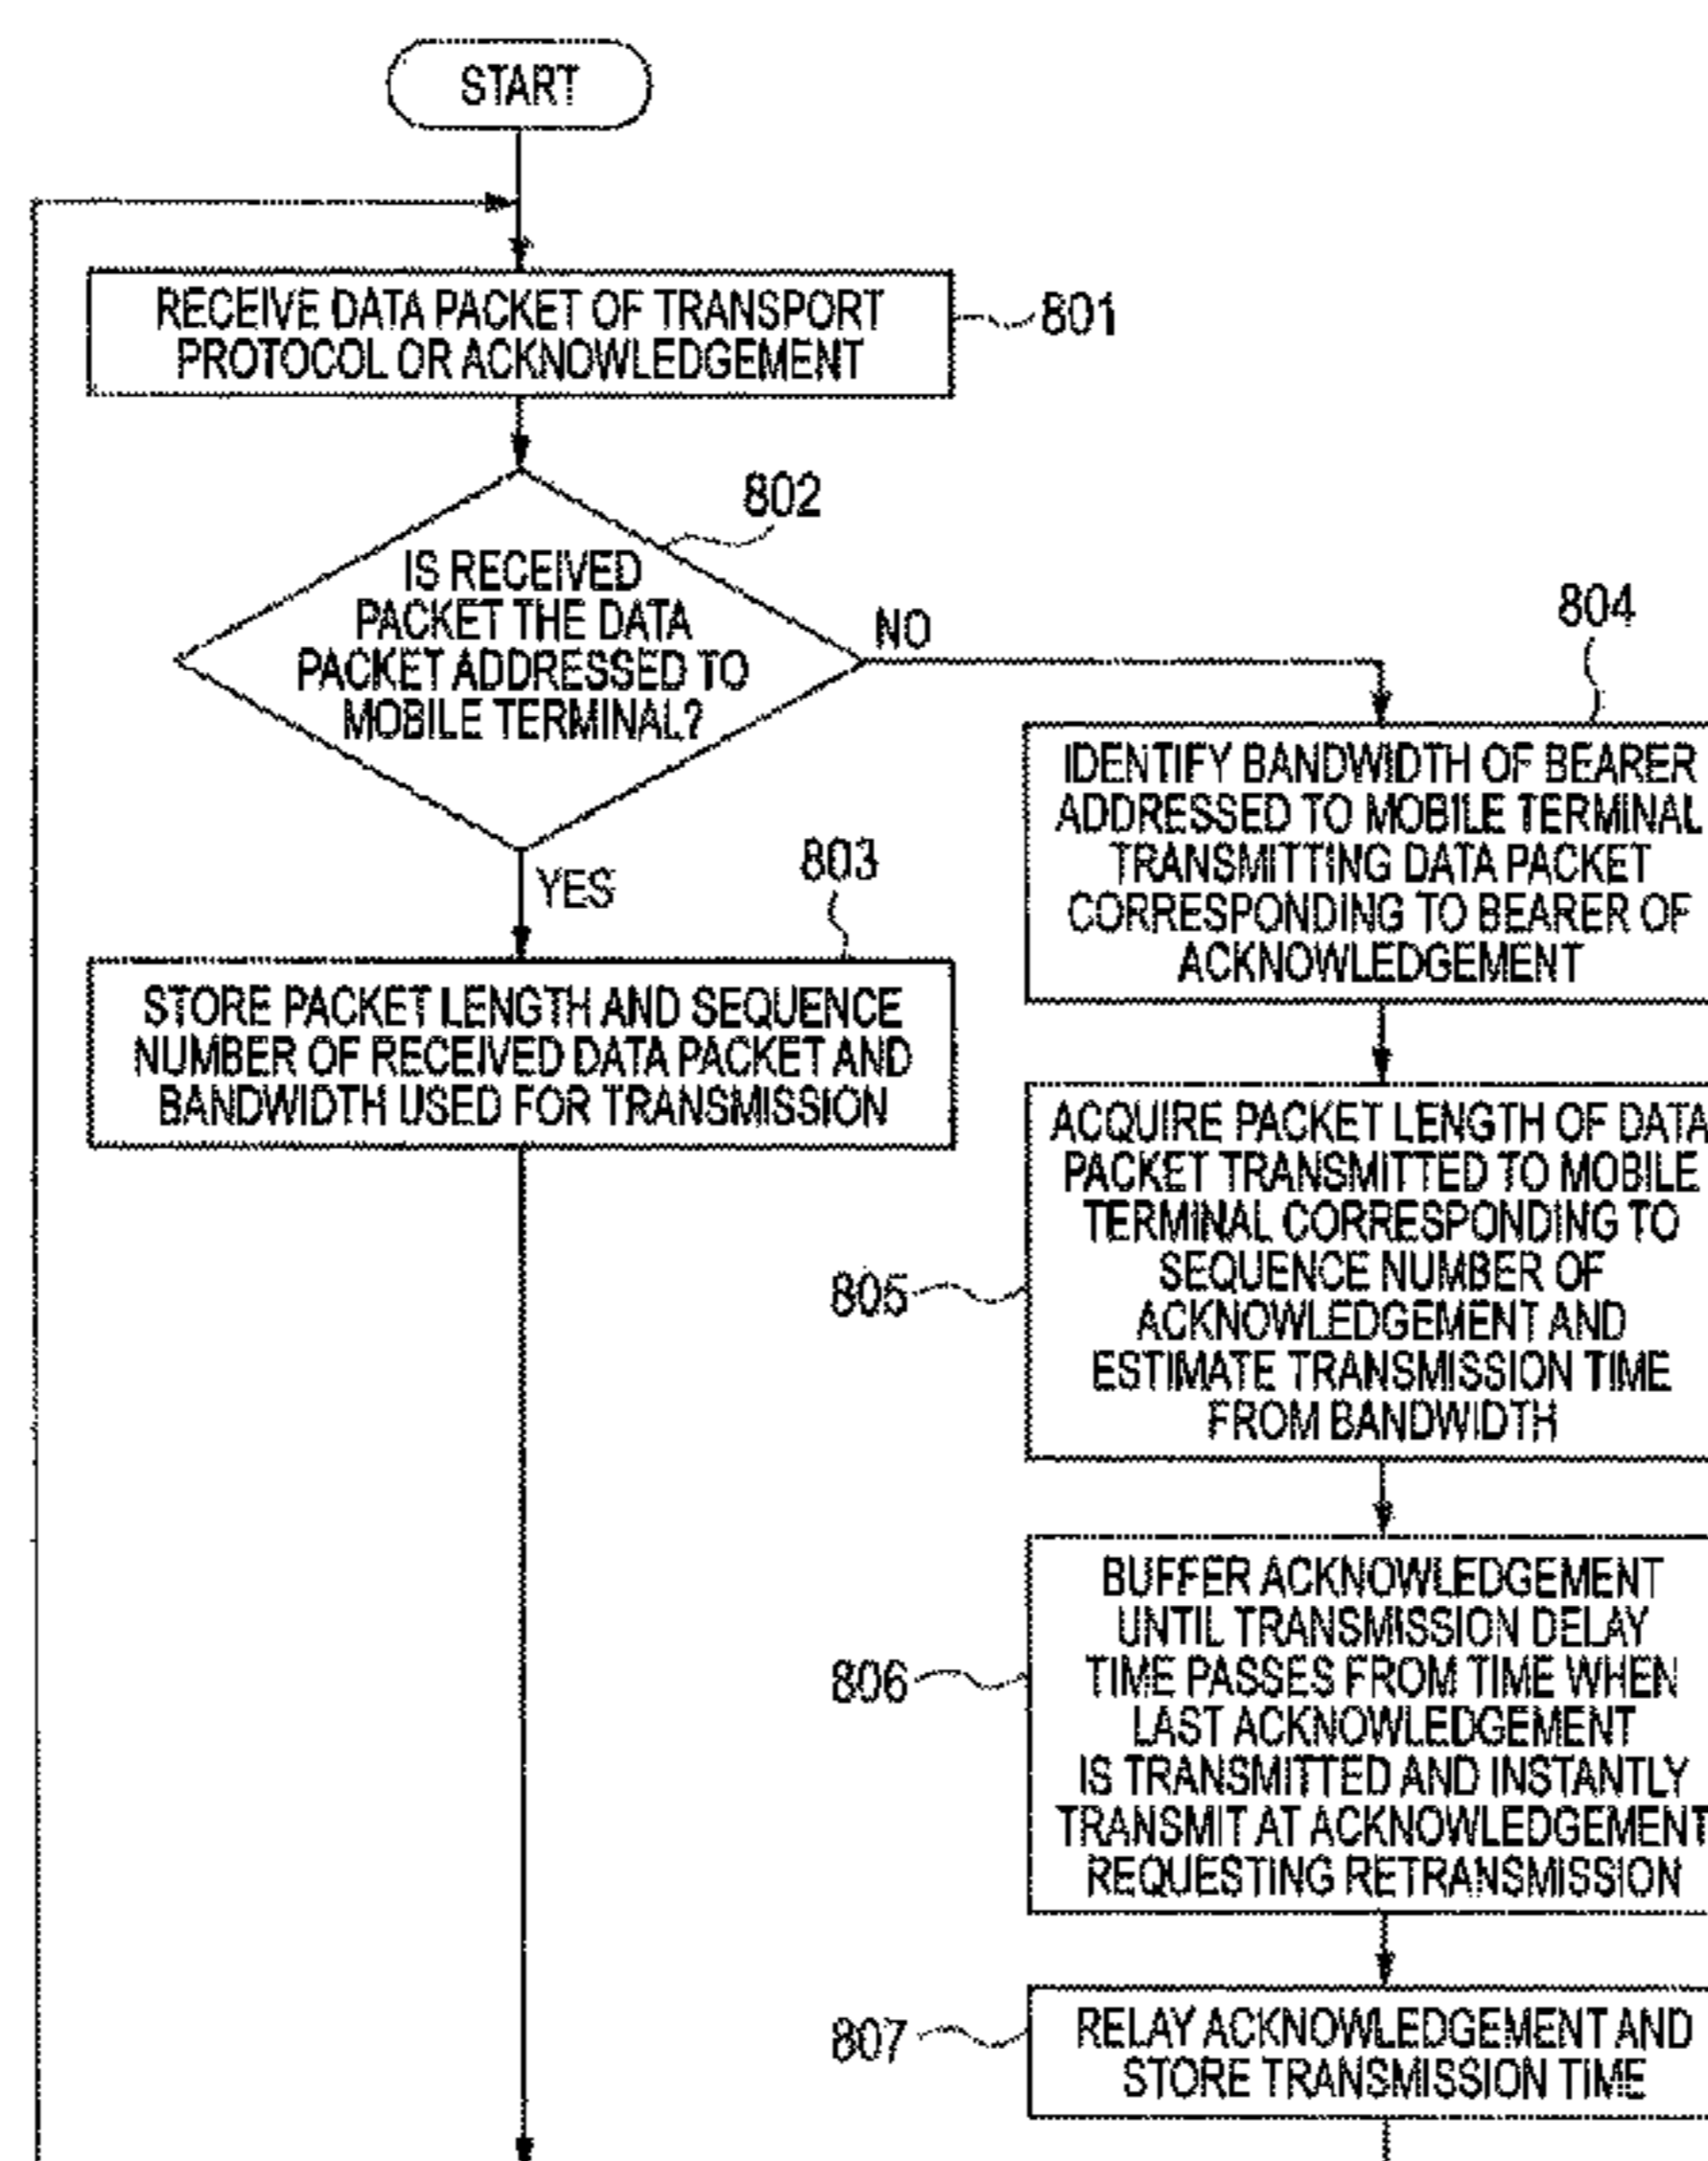 START
RECEIVE DATA PACKET OF TRANSPORT
PROTOCOL OR ACKNOWLEDGEMENT
801
802
IS RECEIVED
PACKET THE DATA
PACKET ADDRESSED TO
MOBILE TERMINAL?
NO
YES
803
STORE PACKET LENGTH AND SEQUENCE
NUMBER OF RECEIVED DATA PACKET AND
BANDWIDTH USED FOR TRANSMISSION
804
IDENTIFY BANDWIDTH OF BEARER
ADDRESSED TO MOBILE TERMINAL
TRANSMITTING DATA PACKET
CORRESPONDING TO BEARER OF
ACKNOWLEDGEMENT
805
ACQUIRE PACKET LENGTH OF DATA
PACKET TRANSMITTED TO MOBILE
TERMINAL CORRESPONDING TO
SEQUENCE NUMBER OF
ACKNOWLEDGEMENT AND
ESTIMATE TRANSMISSION TIME
FROM BANDWIDTH
806
BUFFER ACKNOWLEDGEMENT
UNTIL TRANSMISSION DELAY
TIME PASSES FROM TIME WHEN
LAST ACKNOWLEDGEMENT
IS TRANSMITTED AND INSTANTLY
TRANSMIT AT ACKNOWLEDGEMENT
REQUESTING RETRANSMISSION
807
RELAY ACKNOWLEDGEMENT AND
STORE TRANSMISSION TIME